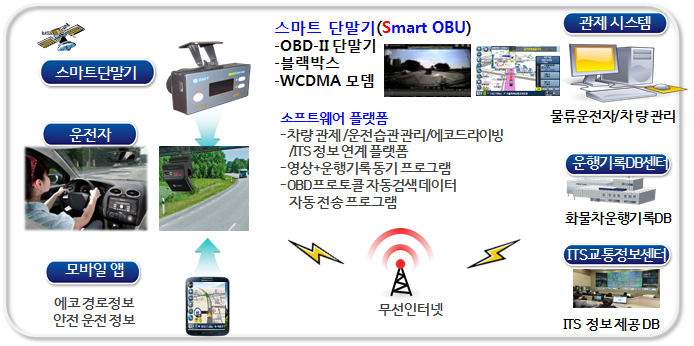 스마트단말기
운전자
모바일 앱
에코 경로정보
안전 운전 정보
스마트 단말기(Smart OBU)
-OBD-II 단말기
-블랙박스
-WCDMA 모뎀
소프트웨어 플랫폼
-차량 관제/운전습관 관리/에코드라이빙
/ITS 정보 연계 플랫폼
-영상+운행기록 동기 프로그램
-OBD프로토콜 자동검색 데이터
자동 전송 프로그램
무선인터넷
관제 시스템
물류운전자/차량 관리
운행기록DB센터
화물차운행기록DB
ITS교통정보센터
ITS 정보제공 DB